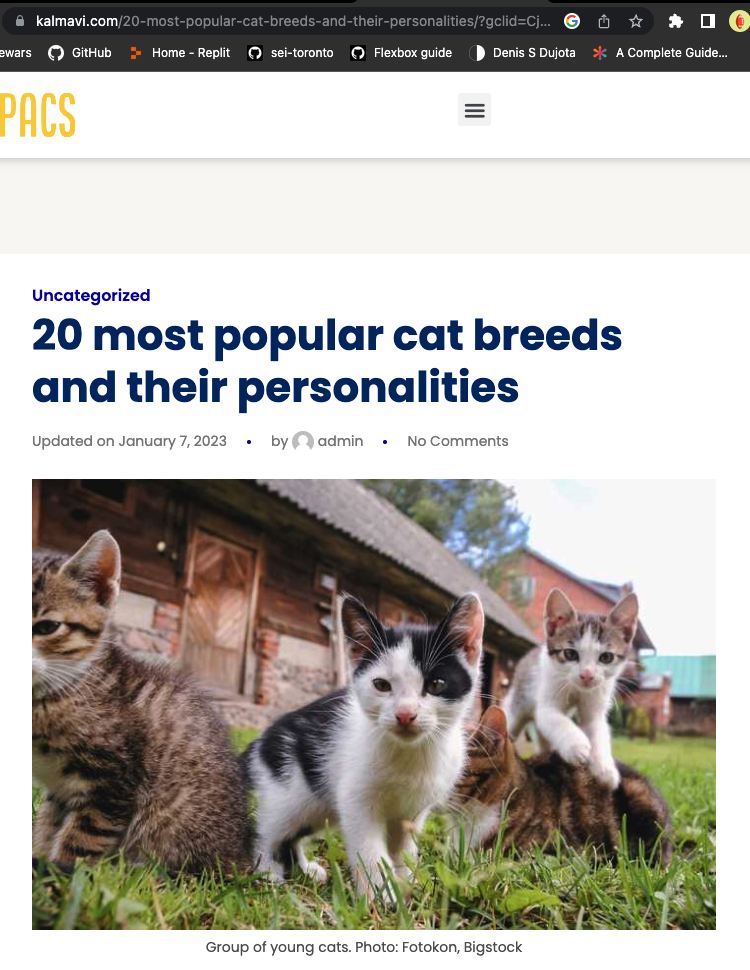 kalmavi.com/20-most-popular-cat-breeds-and-their-personalities/?gclid=Cj...
ewars GitHub Home - Replit sei-toronto Flexbox guide Denis S Dujota A Complete Guide...
PACS
Uncategorized
20 most popular cat breeds
and their personalities
Updated on January 7, 2023 • by admin • No Comments
Group of young cats. Photo: Fotokon, Bigstock